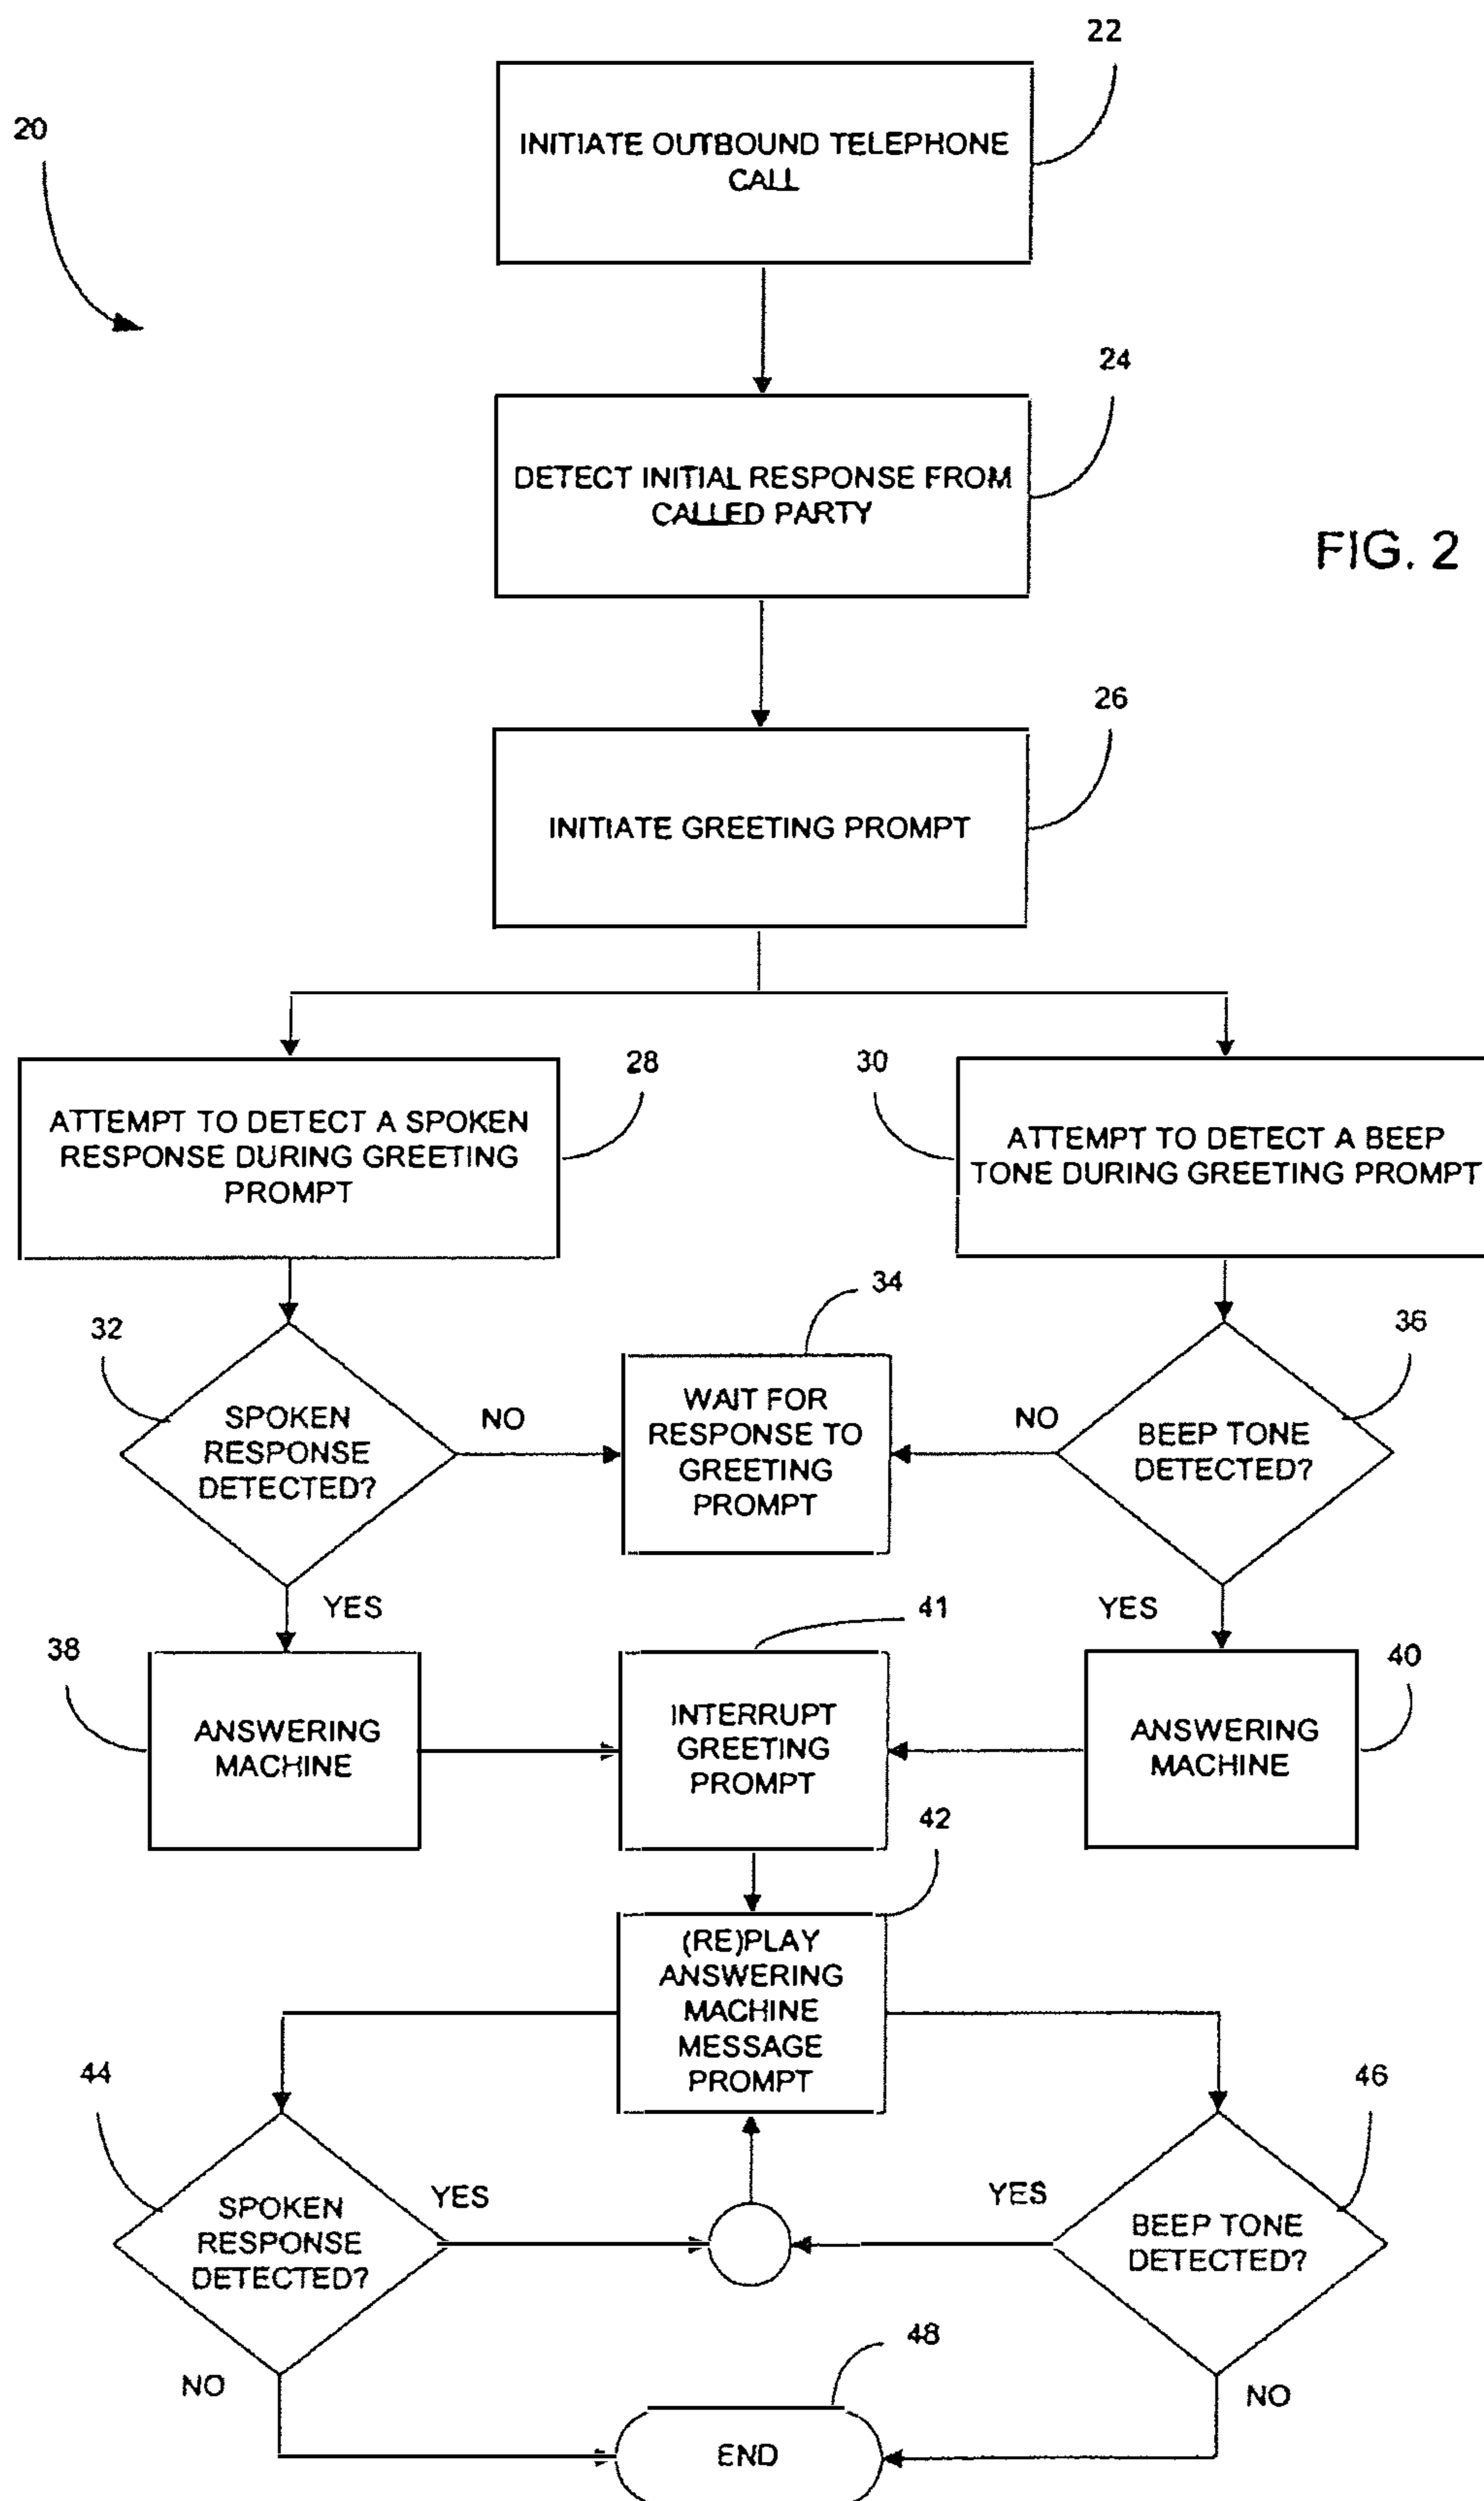 22
20
INITIATE OUTBOUND TELEPHONE
CALL
24
DETECT INITIAL RESPONSE FROM
CALLED PARTY
FIG. 2
26
INITIATE GREETING PROMPT
28
30
ATTEMPT TO DETECT A SPOKEN
RESPONSE DURING GREETING
PROMPT
ATTEMPT TO DETECT A BEEP
TONE DURING GREETING PROMPT
34
32
36
SPOKEN
RESPONSE
DETECTED?
NO
WAIT FOR
RESPONSE TO
GREETING
PROMPT
NO
BEEP TONE
DETECTED?
YES
41
YES
38
40
ANSWERING
MACHINE
INTERRUPT
GREETING
PROMPT
ANSWERING
MACHINE
42
(RE)PLAY
ANSWERING
MACHINE
MESSAGE
PROMPT
44
46
SPOKEN
RESPONSE
DETECTED?
YES
YES
BEEP TONE
DETECTED?
48
NO
NO
END